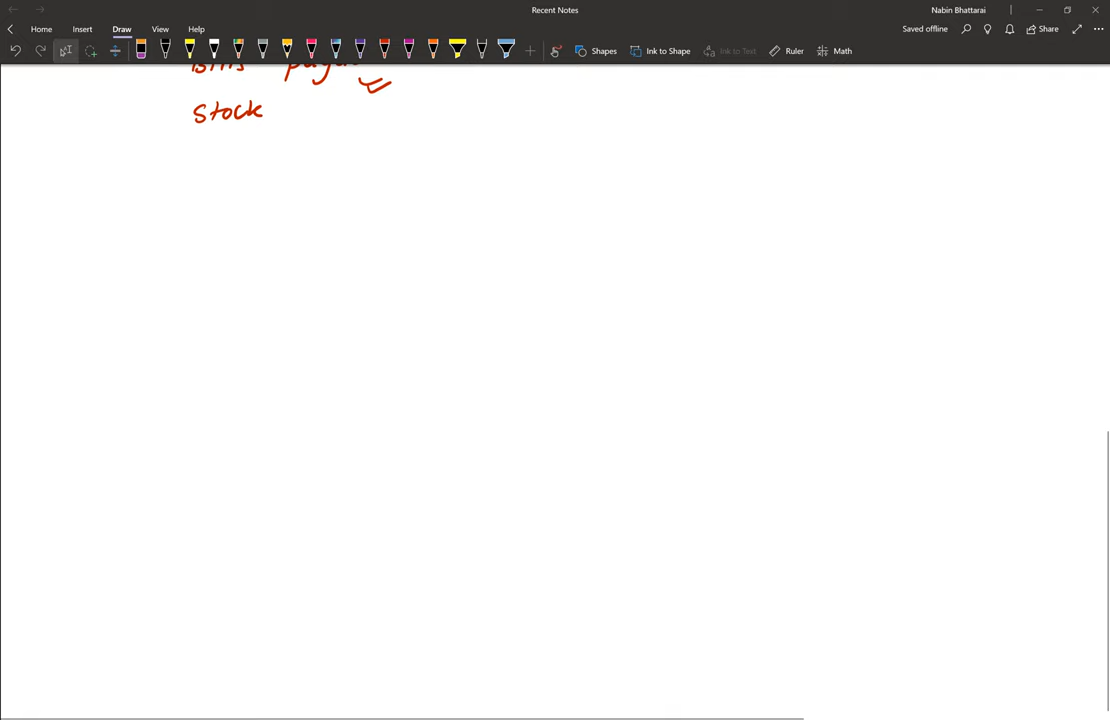 Recent Notes
Nabin Bhattarai
Home Insert Draw View Help
Saved offline
Share
Shapes
Ink to Shape
Ink to Text
Ruler
Math
Bills
Stock